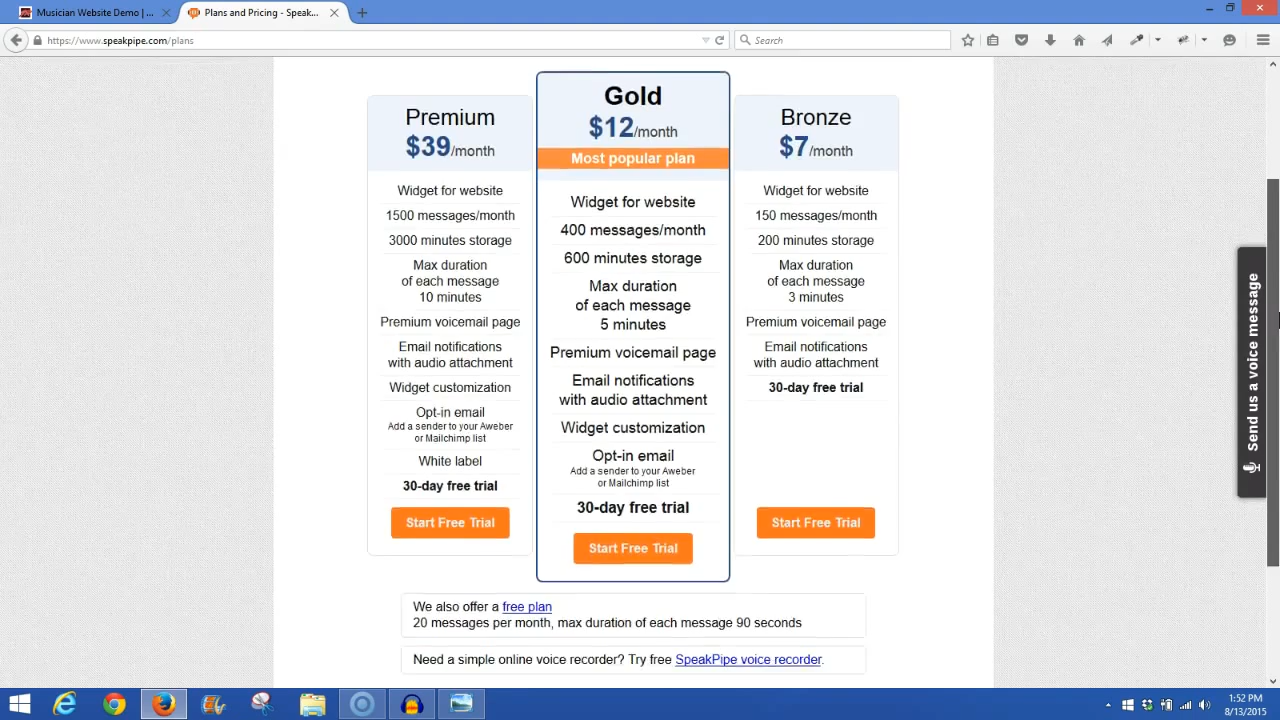 Musician Website Demo | ...
Plans and Pricing - Speak...
https://www.speakpipe.com/plans
Search
Premium
$39/month
Widget for website
1500 messages/month
3000 minutes storage
Max duration
of each message
10 minutes
Premium voicemail page
Email notifications
with audio attachment
Widget customization
Opt-in email
Add a sender to your Aweber
or Mailchimp list
White label
30-day free trial
Start Free Trial
Gold
$12/month
Most popular plan
Widget for website
400 messages/month
600 minutes storage
Max duration
of each message
5 minutes
Premium voicemail page
Email notifications
with audio attachment
Widget customization
Opt-in email
Add a sender to your Aweber
or Mailchimp list
30-day free trial
Start Free Trial
Bronze
$7/month
Widget for website
150 messages/month
200 minutes storage
Max duration
of each message
3 minutes
Premium voicemail page
Email notifications
with audio attachment
30-day free trial
Start Free Trial
Send us a voice message
We also offer a free plan
20 messages per month, max duration of each message 90 seconds
Need a simple online voice recorder? Try free SpeakPipe voice recorder.
1:52 PM
8/13/2015